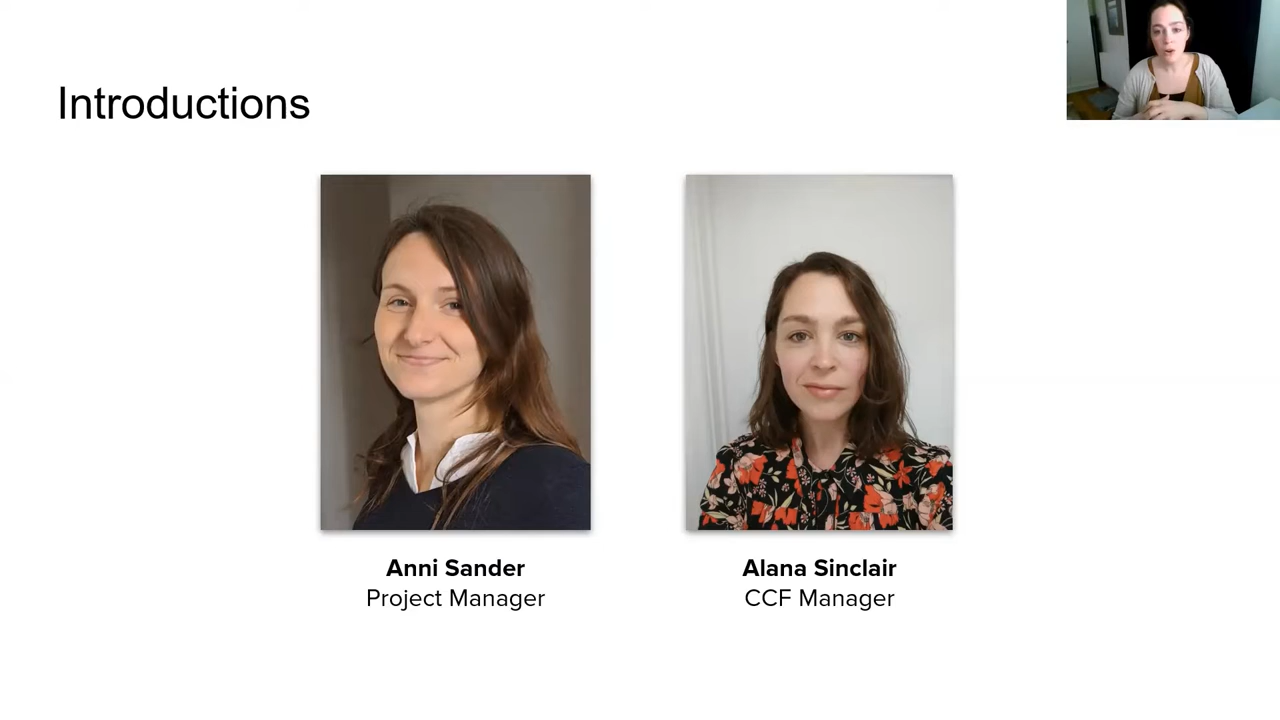 Introductions
Anni Sander
Project Manager
Alana Sinclair
CCF Manager